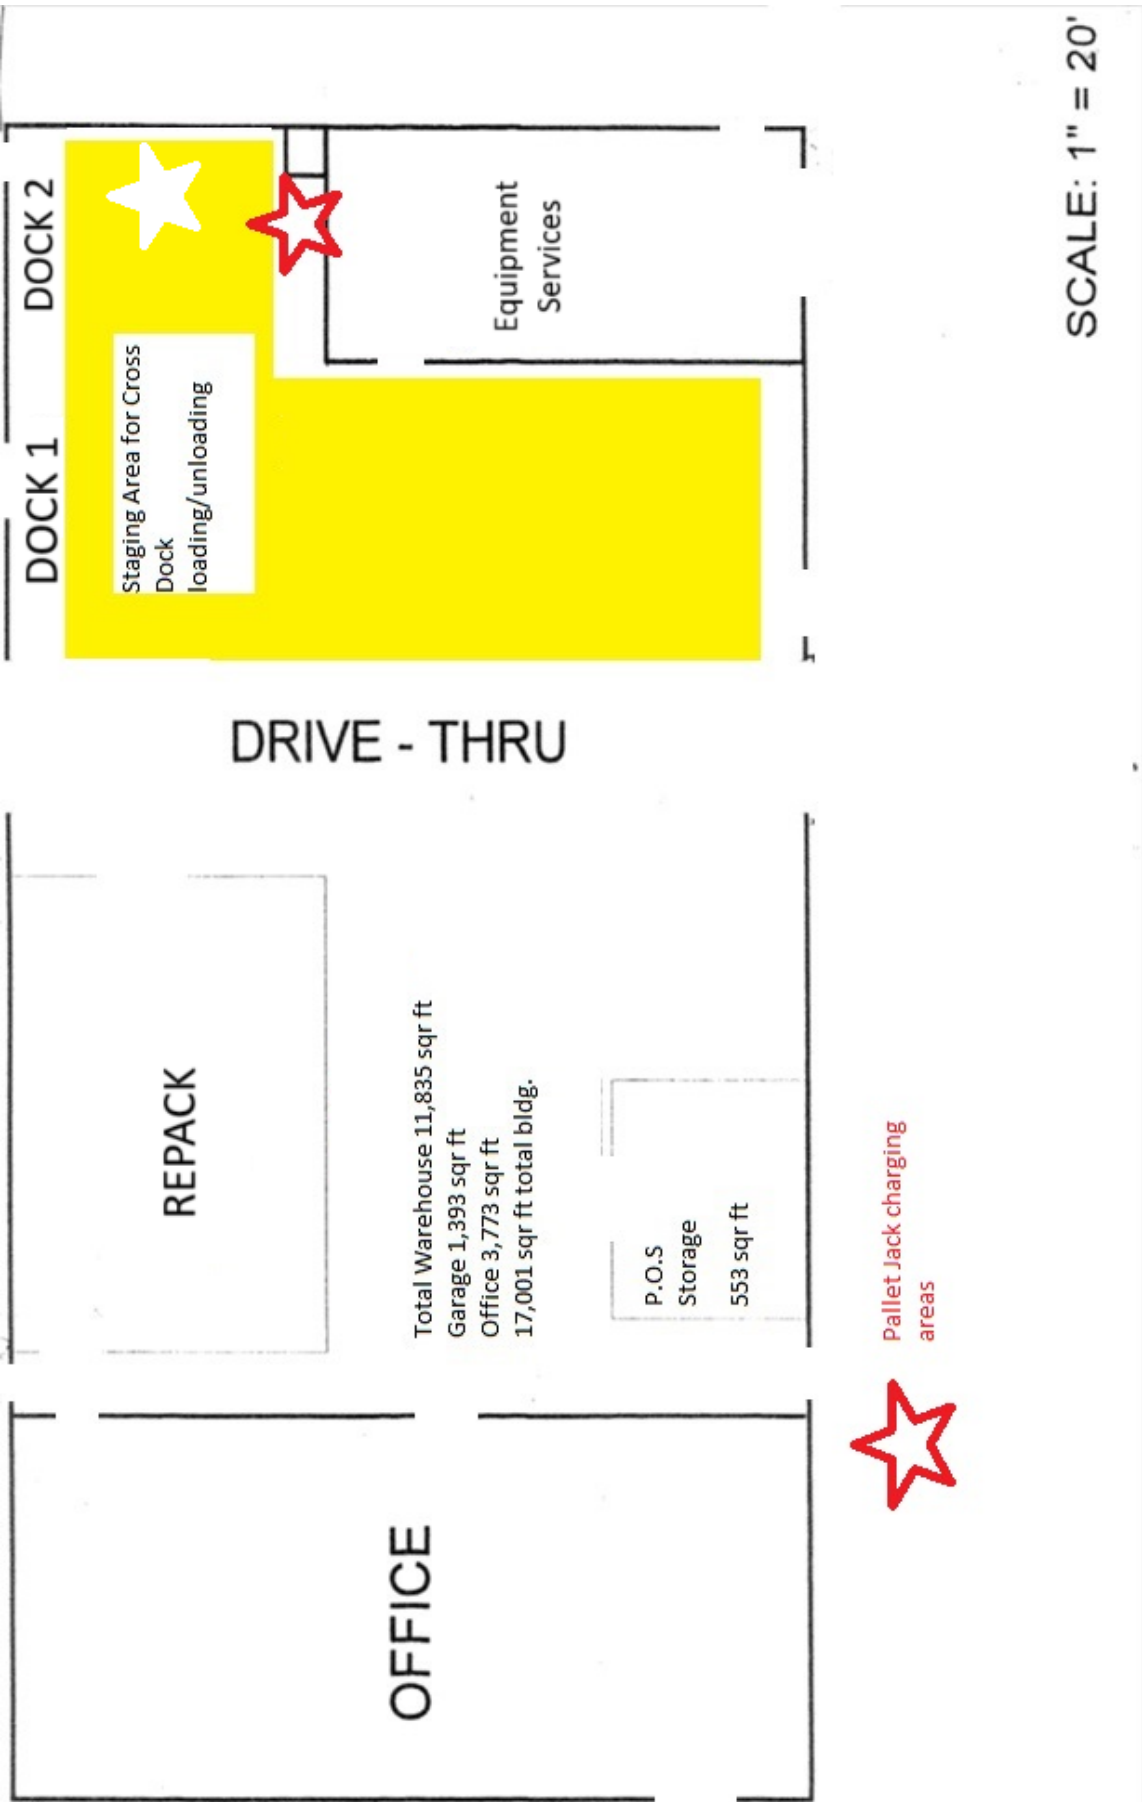 DOCK 1
DOCK 2
Staging Area for Cross
Dock
loading/unloading
Equipment
Services
DRIVE - THRU
REPACK
Total Warehouse 11,835 sqr ft
Garage 1,393 sqr ft
Office 3,773 sqr ft
17,001 sqr ft total bldg.
P.O.S
Storage
553 sqr ft
OFFICE
Pallet Jack charging
areas
SCALE: 1" = 20'